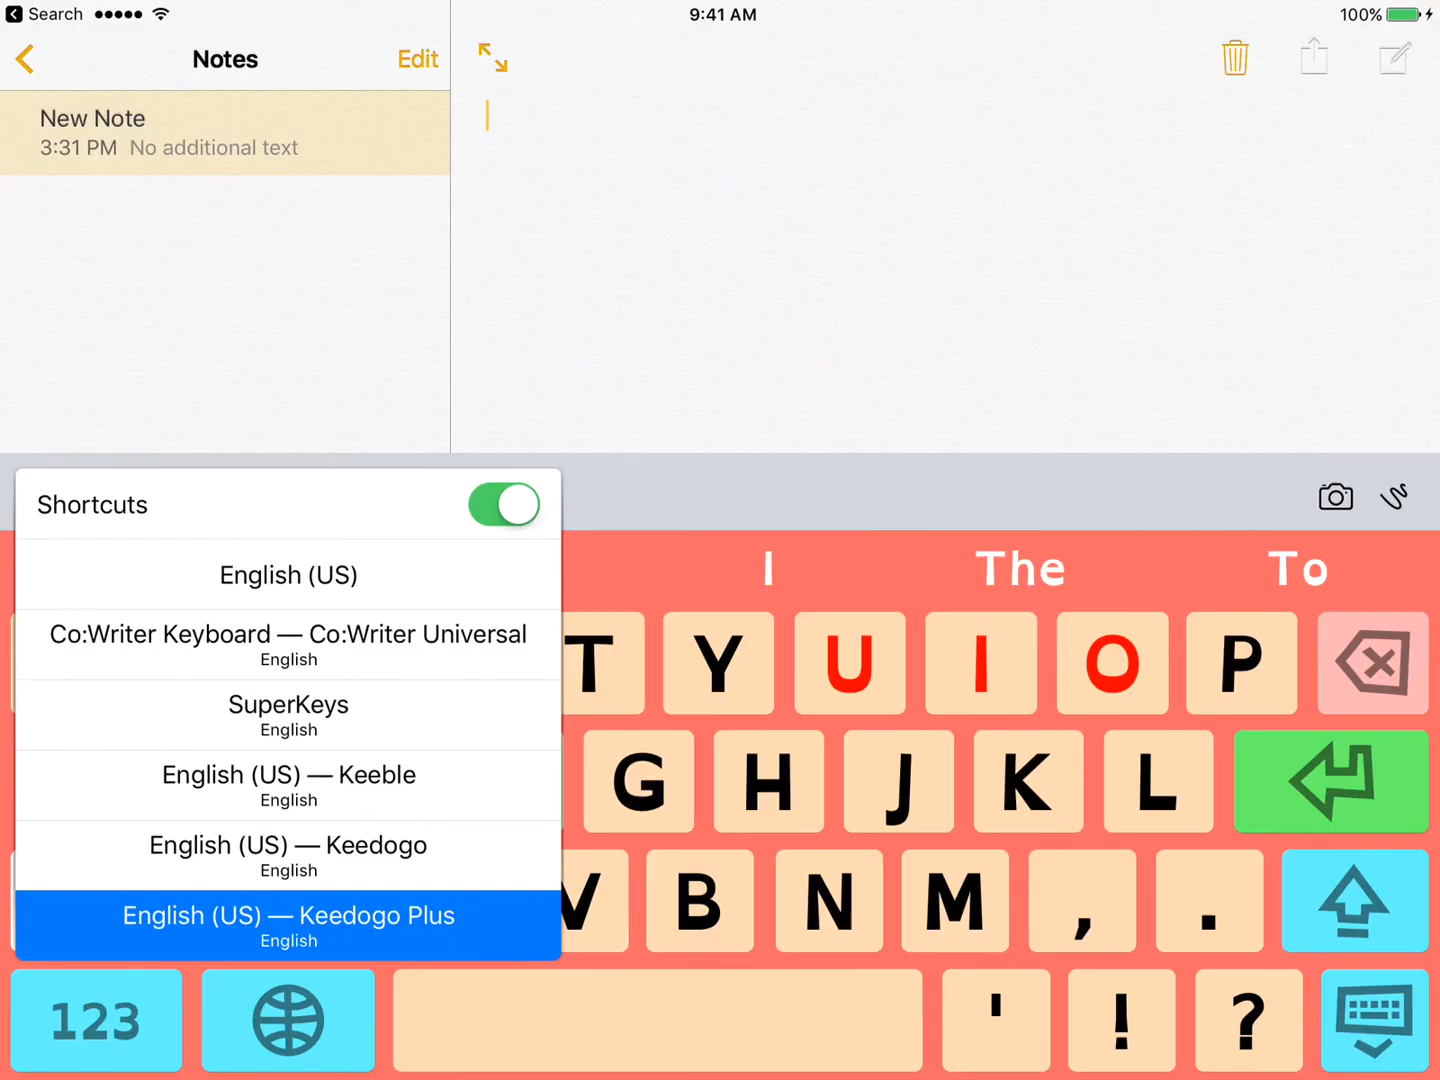 Search
9:41 AM
100%
Notes
Edit
New Note
3:31 PM No additional text
Shortcuts
English (US)
Co:Writer Keyboard — Co:Writer Universal
English
SuperKeys
English
English (US) — Keeble
English
English (US) — Keedogo
English
English (US) — Keedogo Plus
English
I The To
T Y U I O P
G H J K L
V B N M , .
123 ' ! ?